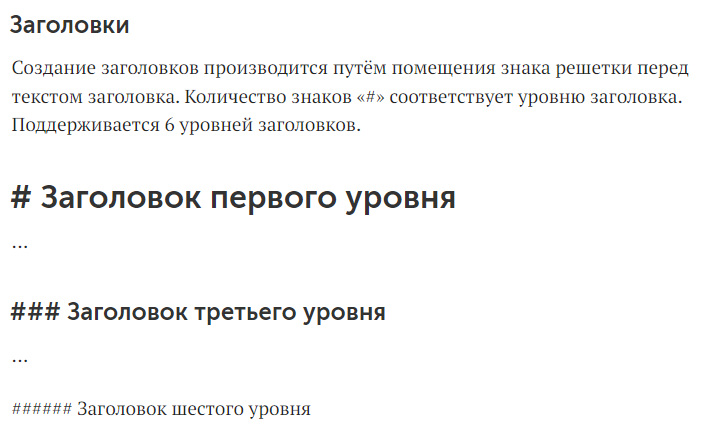 Заголовки
Создание заголовков производится путём помещения знака решетки перед
текстом заголовка. Количество знаков «#» соответствует уровню заголовка.
Поддерживается 6 уровней заголовков.
# Заголовок первого уровня
...
### Заголовок третьего уровня
...
###### Заголовок шестого уровня